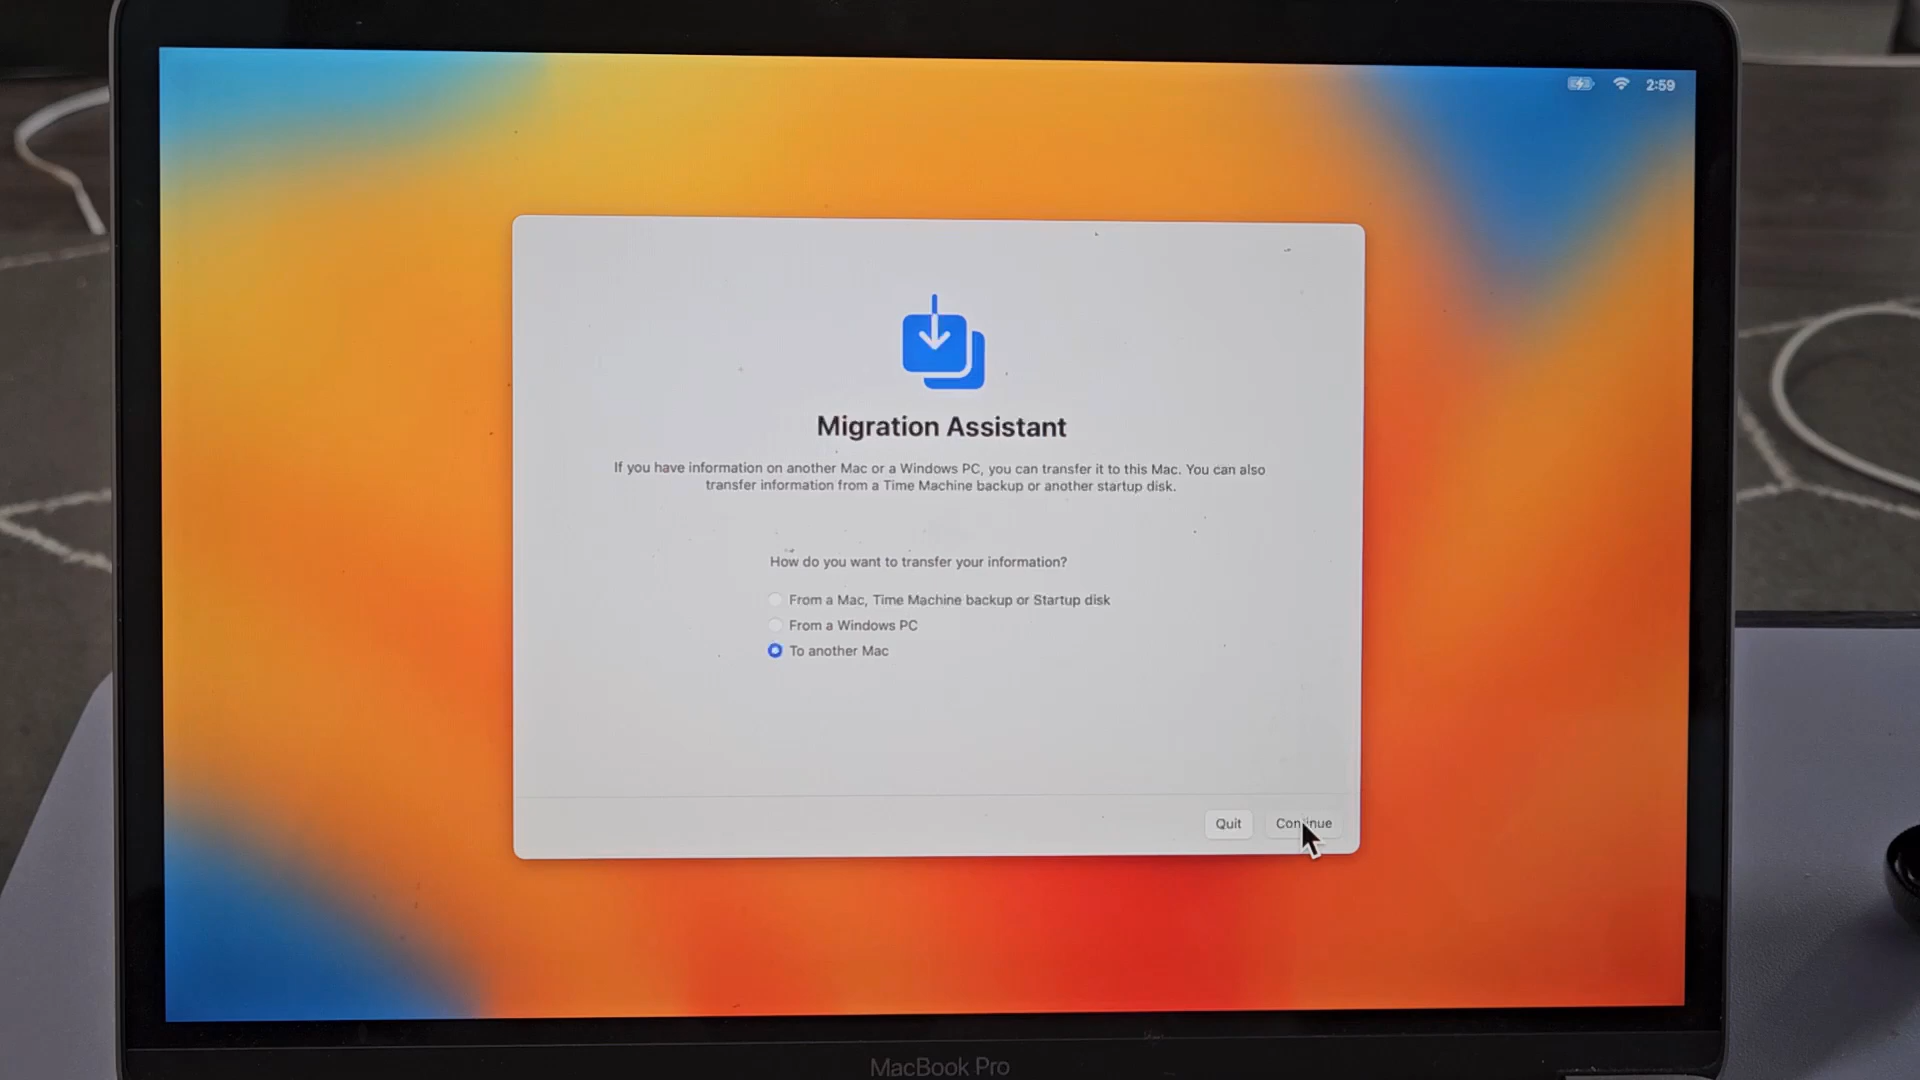 2:59
Migration Assistant
If you have information on another Mac or a Windows PC, you can transfer it to this Mac. You can also
transfer information from a Time Machine backup or another startup disk.
How do you want to transfer your information?
From a Mac, Time Machine backup or Startup disk
From a Windows PC
To another Mac
Quit Continue
MacBook Pro